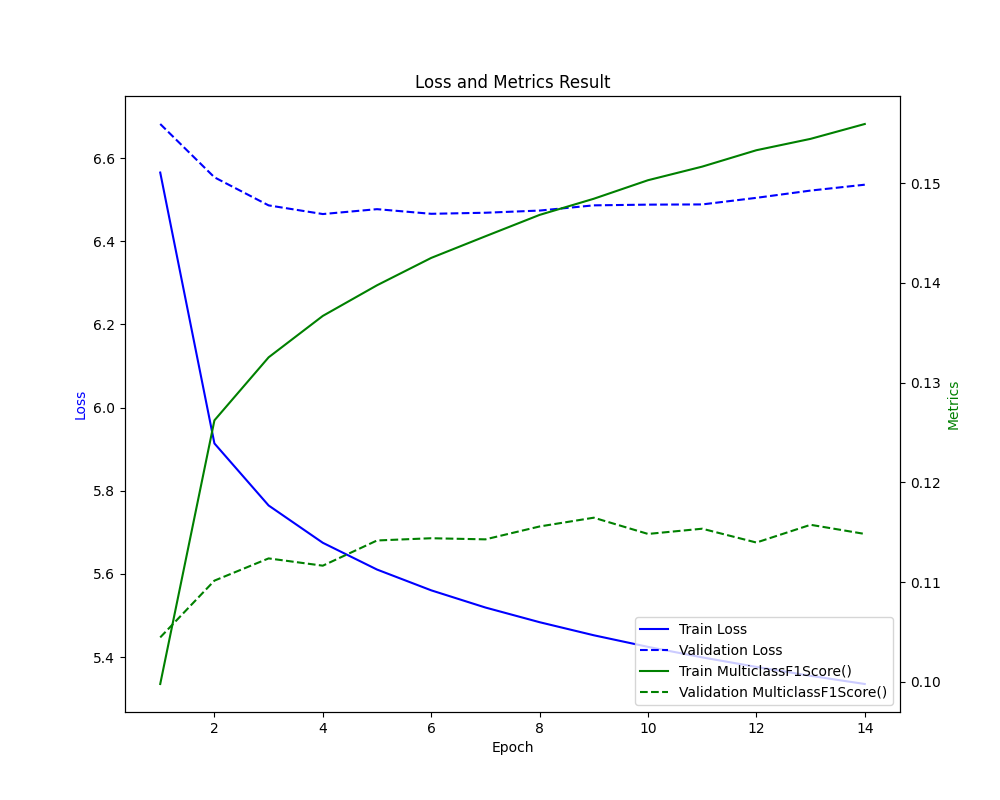 Loss and Metrics Result
6.6
6.4
6.2
6.0
5.8
5.6
5.4
Loss
0.15
0.14
0.13
0.12
0.11
0.10
Metrics
Train Loss
Validation Loss
Train MulticlassF1Score()
Validation MulticlassF1Score()
2 4 6 8 10 12 14
Epoch